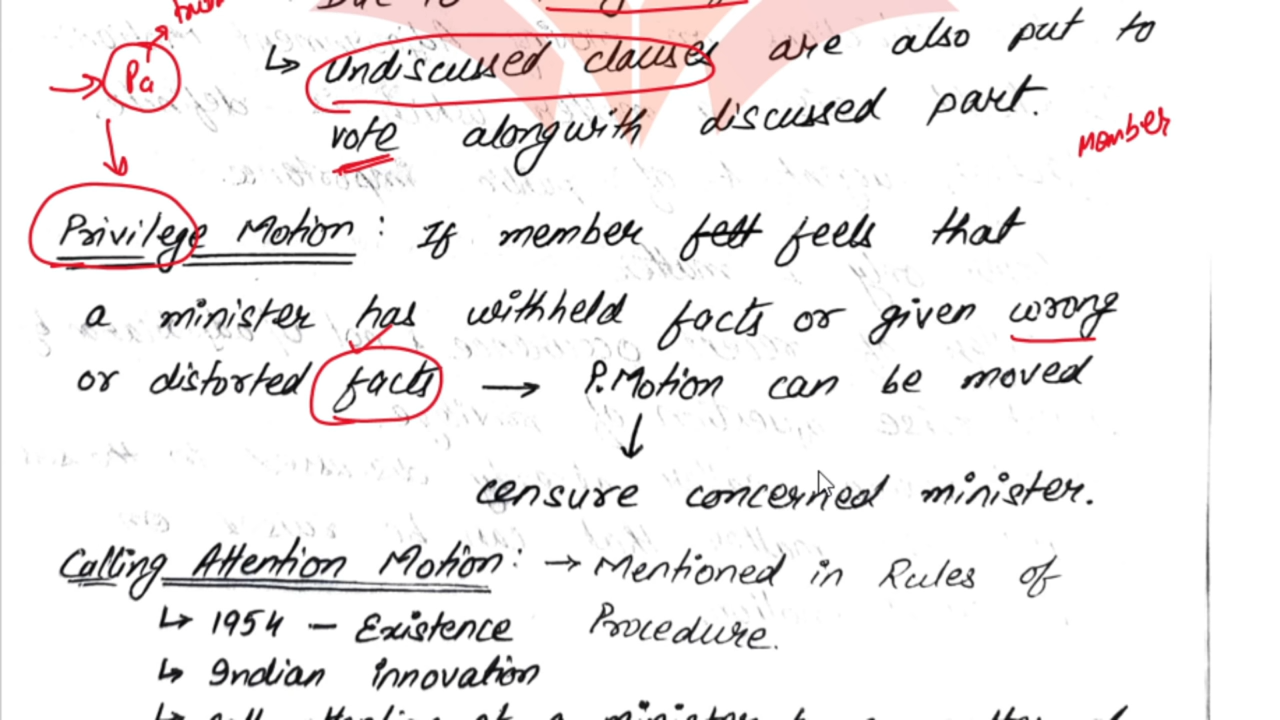 Due to
Pa
↳ Undiscussed clauses are also put to
vote alongwith discussed part.
Member
Privilege Motion : If member felt feels that
a minister has withheld facts or given wrong
or distorted facts → P.Motion can be moved
↓
censure concerned minister.
Calling Attention Motion : → Mentioned in Rules of
↳ 1954 – Existence Procedure.
↳ Indian innovation